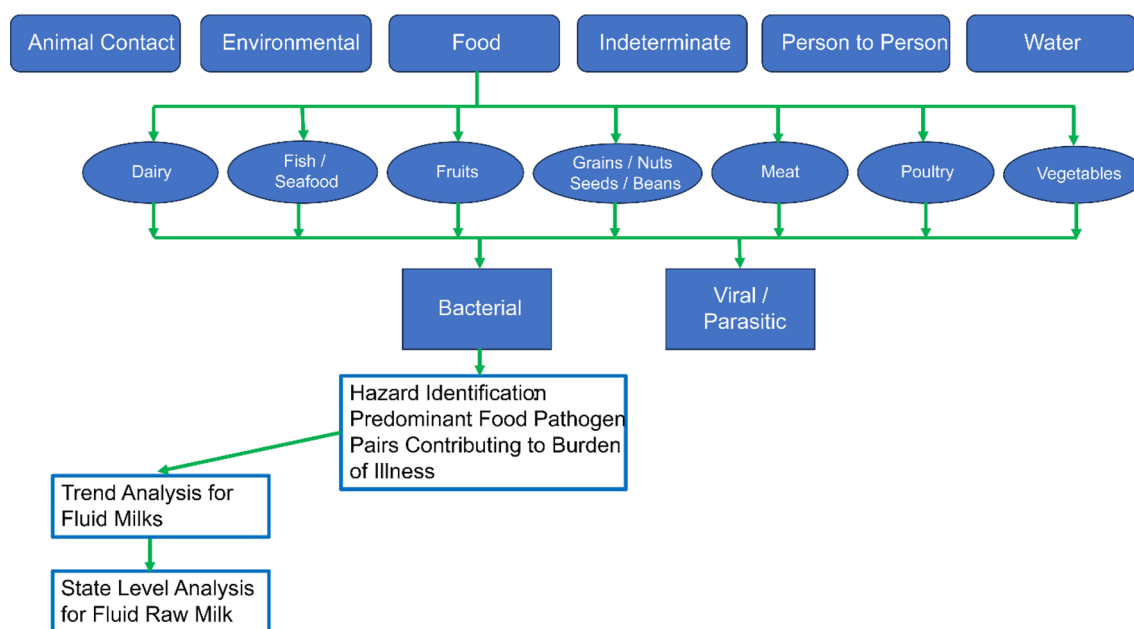 Animal Contact
Environmental
Food
Indeterminate
Person to Person
Water
Dairy
Fish /
Seafood
Fruits
Grains / Nuts
Seeds / Beans
Meat
Poultry
Vegetables
Bacterial
Viral /
Parasitic
Hazard Identification:
Predominant Food Pathogen
Pairs Contributing to Burden
of Illness
Trend Analysis for
Fluid Milks
State Level Analysis
for Fluid Raw Milk